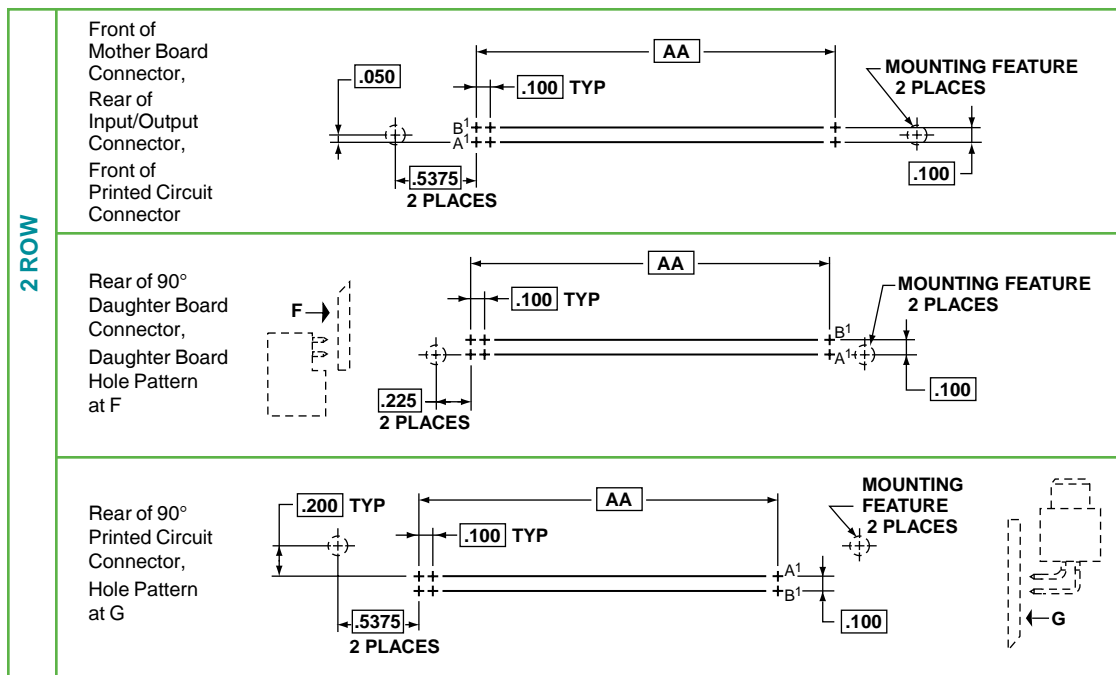 2 ROW
Front of
Mother Board
Connector,
Rear of
Input/Output
Connector,
Front of
Printed Circuit
Connector
.050
.100 TYP
AA
MOUNTING FEATURE
2 PLACES
B1
A1
.5375
2 PLACES
.100
Rear of 90°
Daughter Board
Connector,
Daughter Board
Hole Pattern
at F
F
AA
.100 TYP
MOUNTING FEATURE
2 PLACES
B1
A1
.225
2 PLACES
.100
Rear of 90°
Printed Circuit
Connector,
Hole Pattern
at G
.200 TYP
AA
.100 TYP
MOUNTING
FEATURE
2 PLACES
A1
B1
.5375
2 PLACES
.100
G